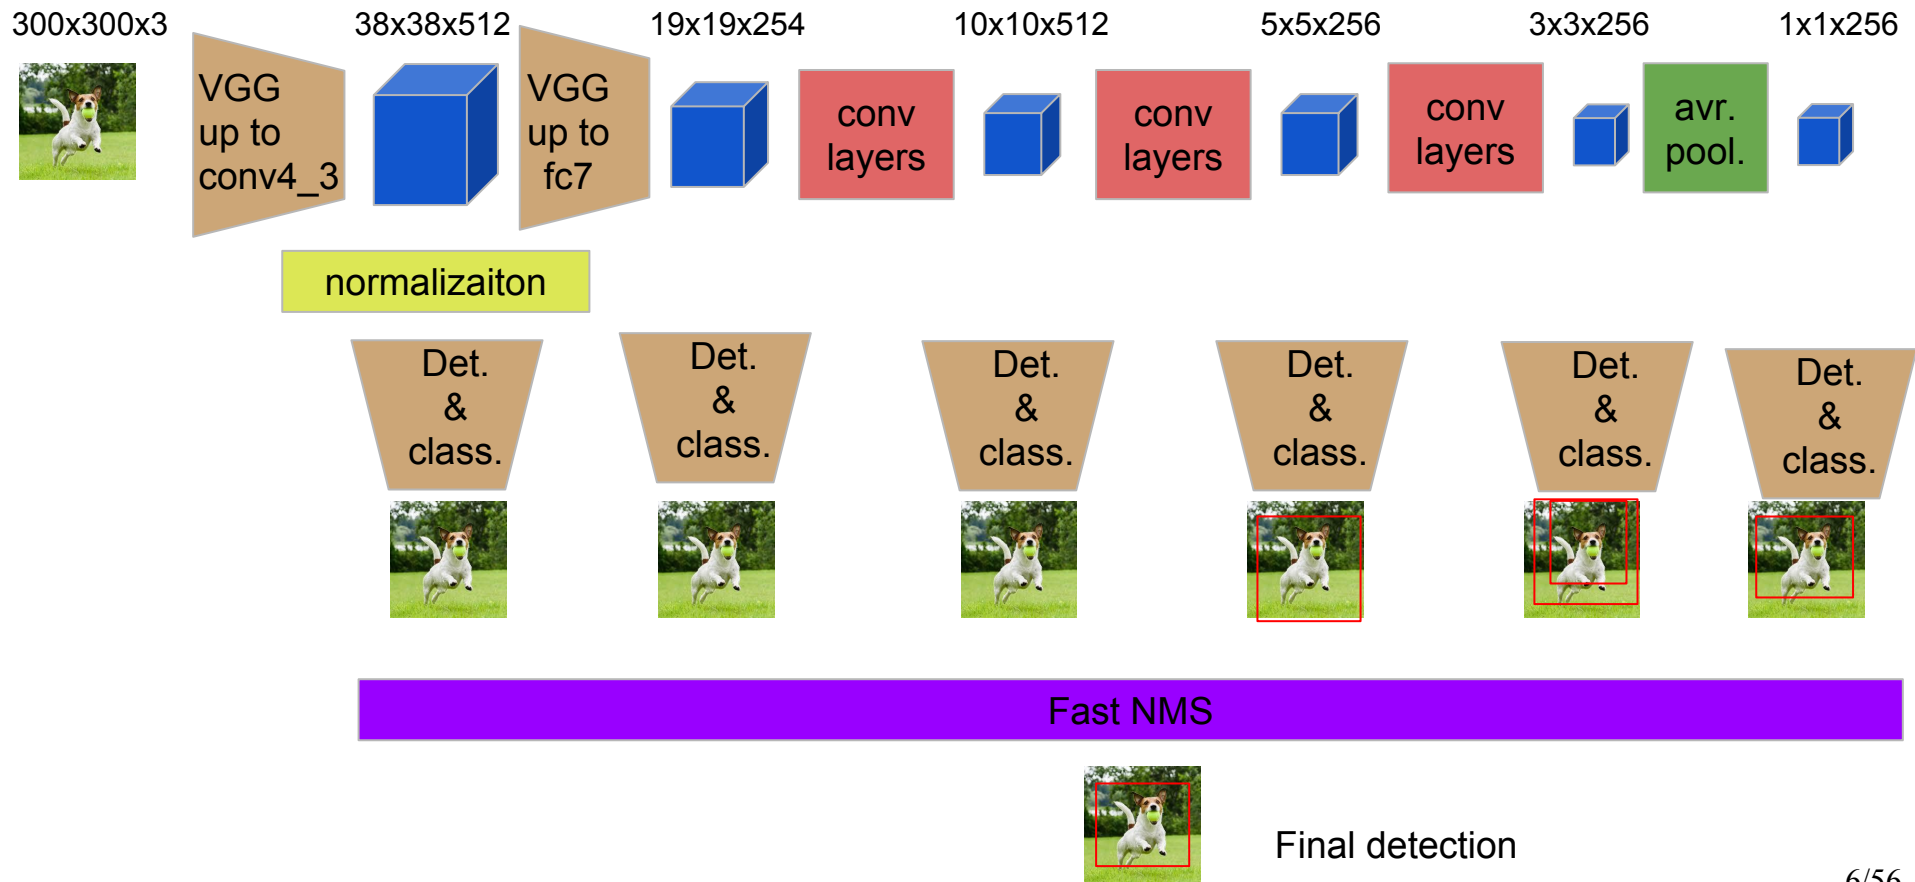 300x300x3 38x38x512 19x19x254 10x10x512 5x5x256 3x3x256 1x1x256
VGG
up to
conv4_3
VGG
up to
fc7
conv
layers
conv
layers
conv
layers
avr.
pool.
normalizaiton
Det.
&
class.
Det.
&
class.
Det.
&
class.
Det.
&
class.
Det.
&
class.
Det.
&
class.
Fast NMS
Final detection
6/56